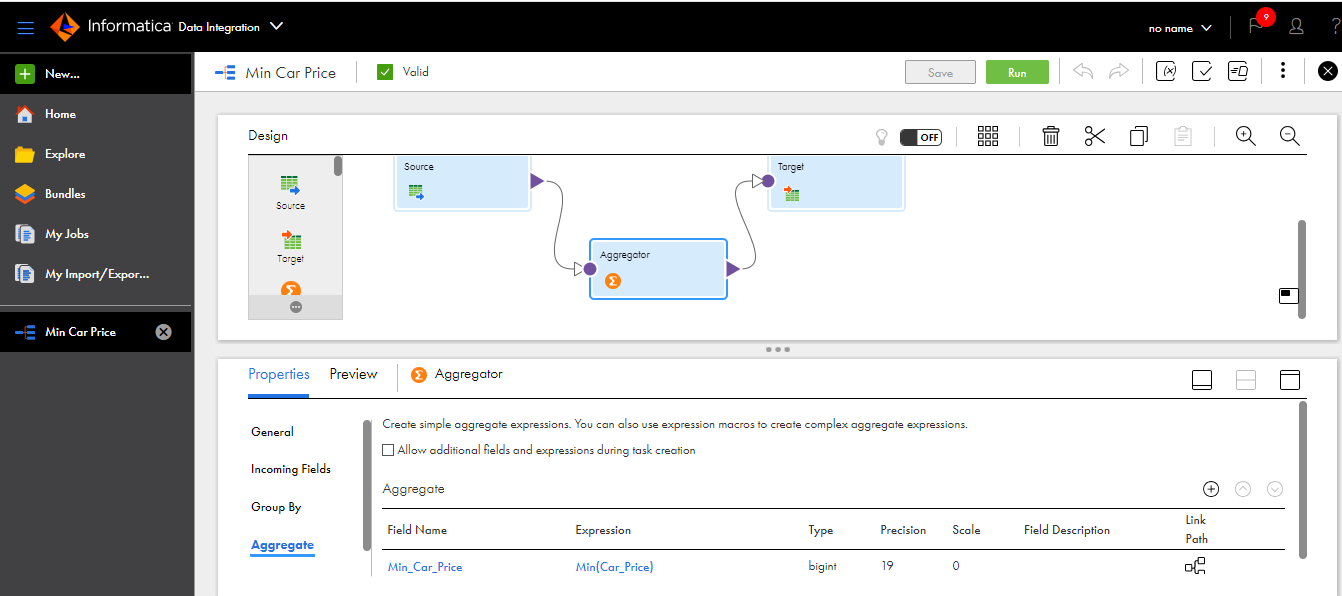 Informatica Data Integration
no name
9
?
New...
Home
Explore
Bundles
My Jobs
My Import/Expor...
Min Car Price
Min Car Price
Valid
Save
Run
Design
OFF
Source
Target
Source
Target
Aggregator
Properties
Preview
Aggregator
General
Incoming Fields
Group By
Aggregate
Create simple aggregate expressions. You can also use expression macros to create complex aggregate expressions.
Allow additional fields and expressions during task creation
Aggregate
Field Name Expression Type Precision Scale Field Description Link Path
Min_Car_Price Min(Car_Price) bigint 19 0